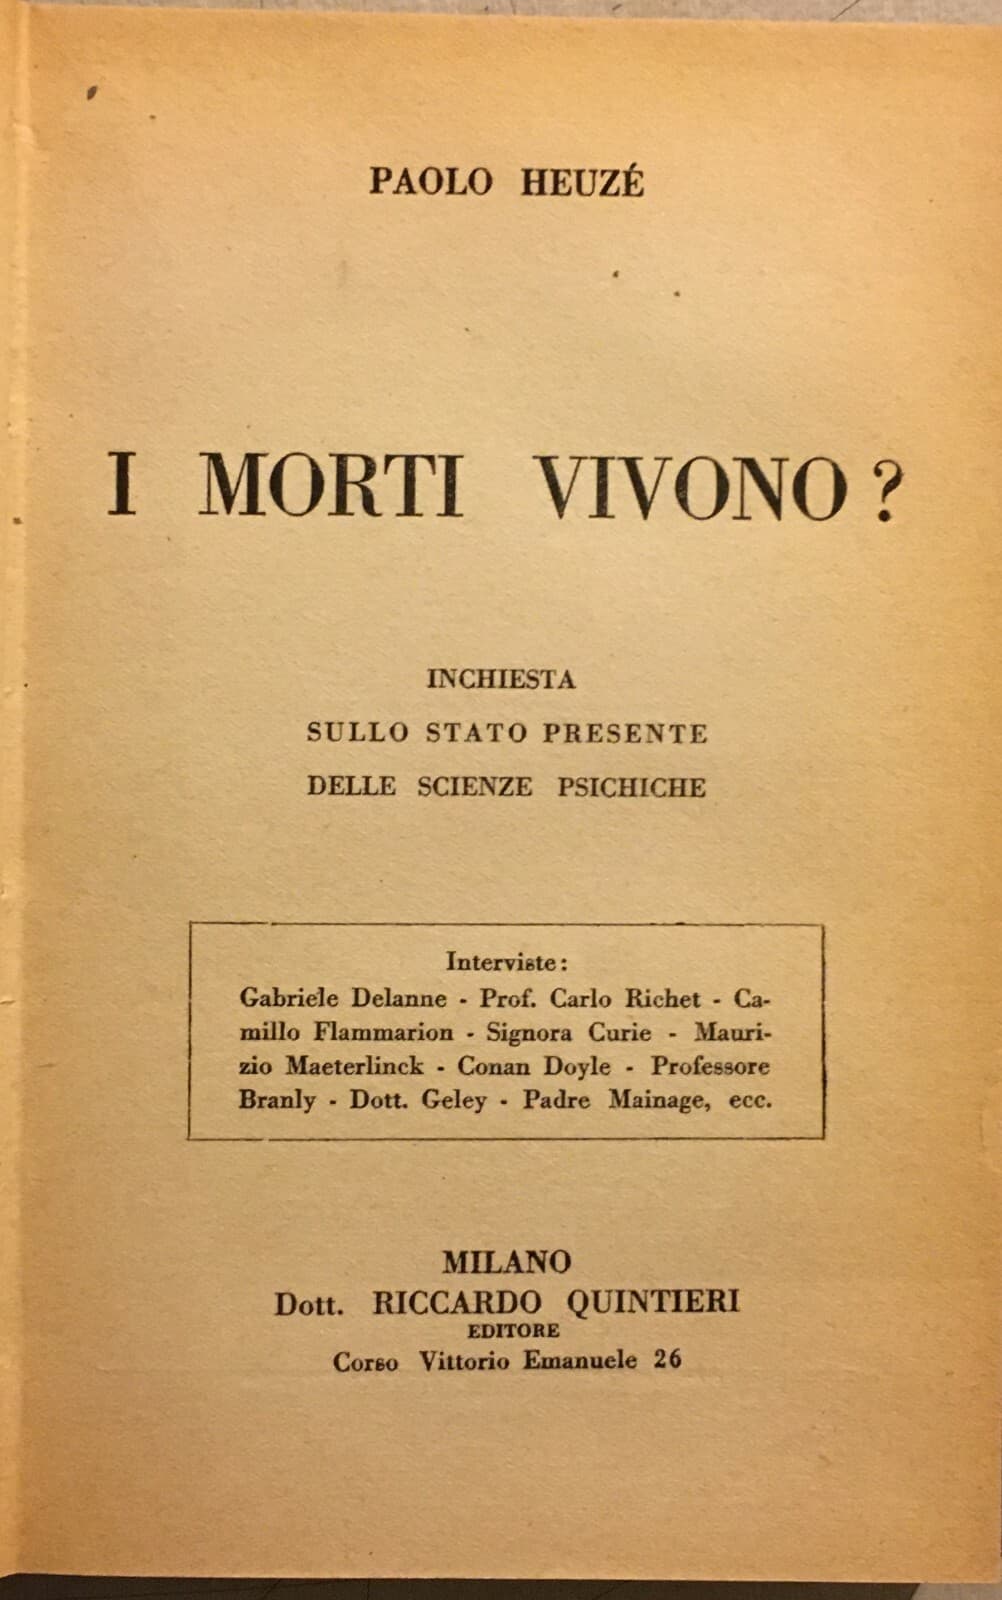 PAOLO HEUZÉ
I MORTI VIVONO?
INCHIESTA
SULLO STATO PRESENTE
DELLE SCIENZE PSICHICHE
Interviste:
Gabriele Delanne - Prof. Carlo Richet - Ca-
millo Flammarion - Signora Curie - Mauri-
zio Maeterlinck - Conan Doyle - Professore
Branly - Dott. Geley - Padre Mainage, ecc.
MILANO
Dott. RICCARDO QUINTIERI
EDITORE
Corso Vittorio Emanuele 26